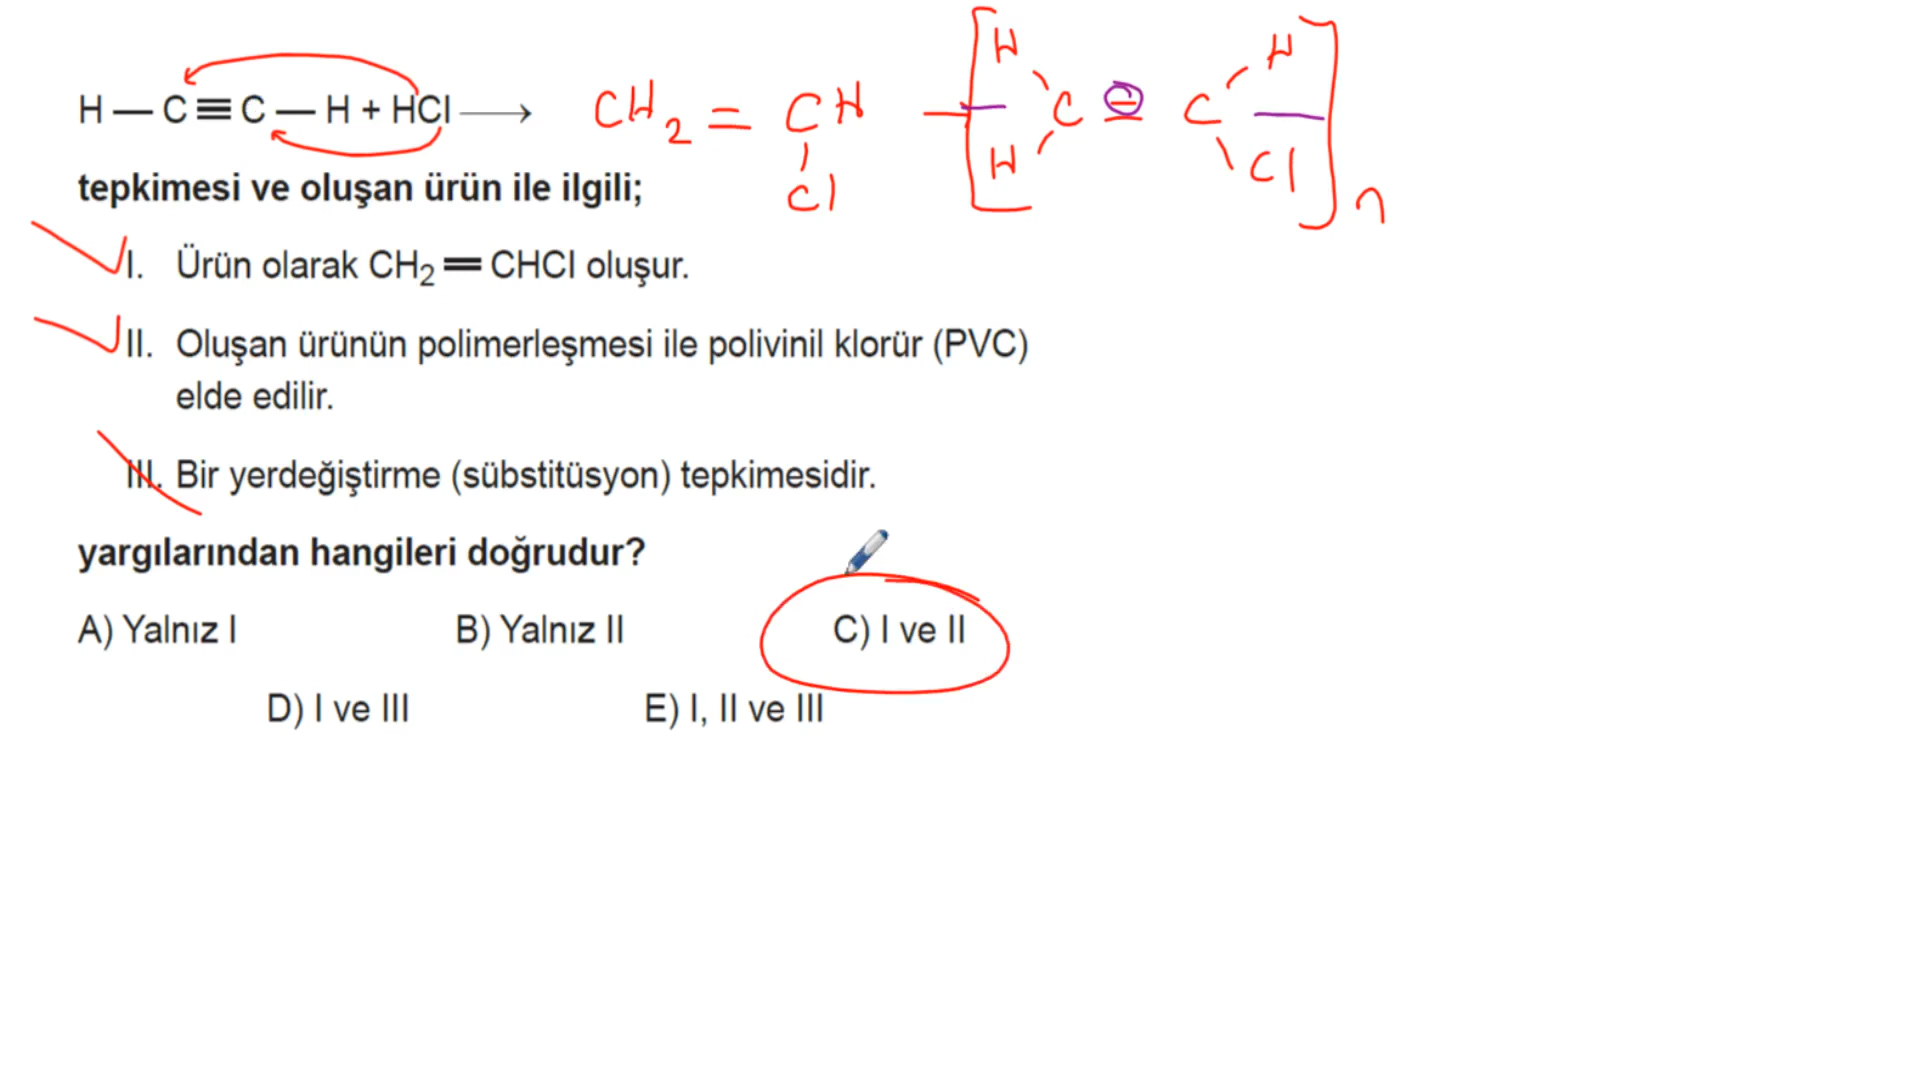 H — C ≡ C — H + HCl ⟶ CH₂ = CH – [ H C = C H ]
Cl H Cl n
tepkimesi ve oluşan ürün ile ilgili;
I. Ürün olarak CH₂ = CHCl oluşur.
II. Oluşan ürünün polimerleşmesi ile polivinil klorür (PVC)
elde edilir.
III. Bir yerdeğiştirme (sübstitüsyon) tepkimesidir.
yargılarından hangileri doğrudur?
A) Yalnız I B) Yalnız II C) I ve II
D) I ve III E) I, II ve III